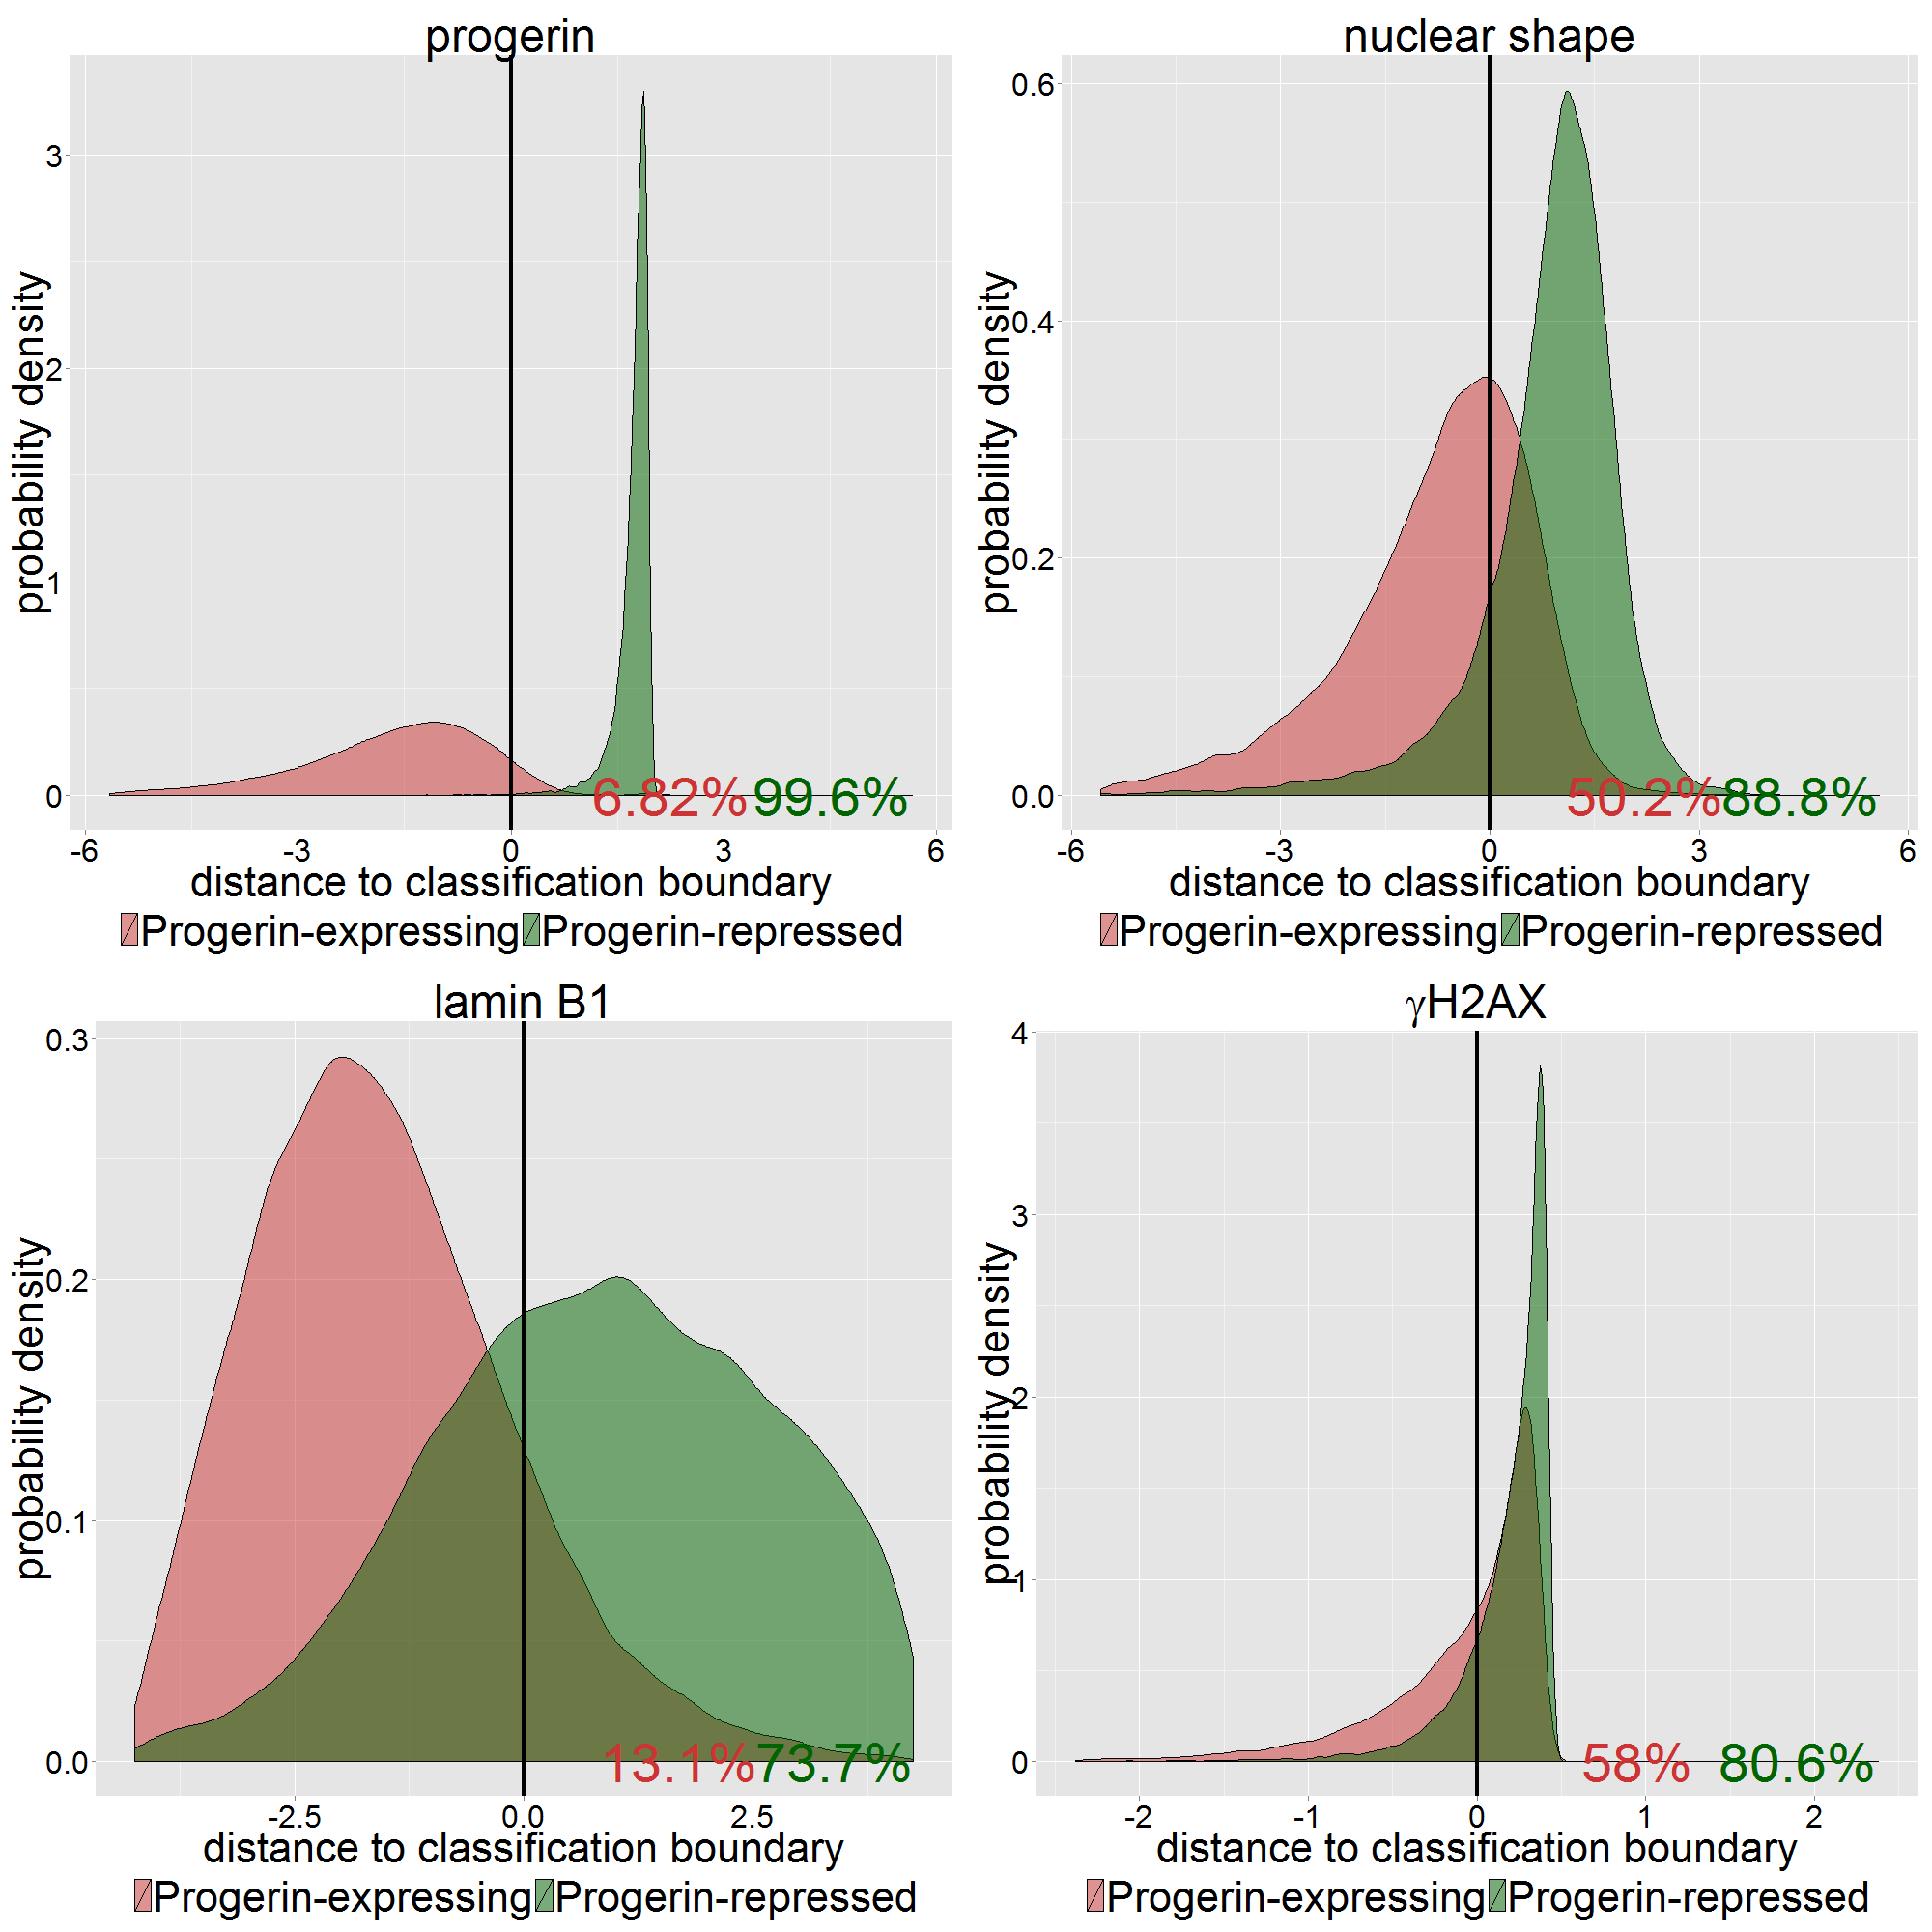 progerin
probability density
3
2
1
0
6.82% 99.6%
-6 -3 0 3 6
distance to classification boundary
Progerin-expressing Progerin-repressed
nuclear shape
probability density
0.6
0.4
0.2
0.0
50.2% 88.8%
-6 -3 0 3 6
distance to classification boundary
Progerin-expressing Progerin-repressed
lamin B1
probability density
0.3
0.2
0.1
0.0
13.1% 73.7%
-2.5 0.0 2.5
distance to classification boundary
Progerin-expressing Progerin-repressed
γH2AX
probability density
4
3
2
1
0
58% 80.6%
-2 -1 0 1 2
distance to classification boundary
Progerin-expressing Progerin-repressed